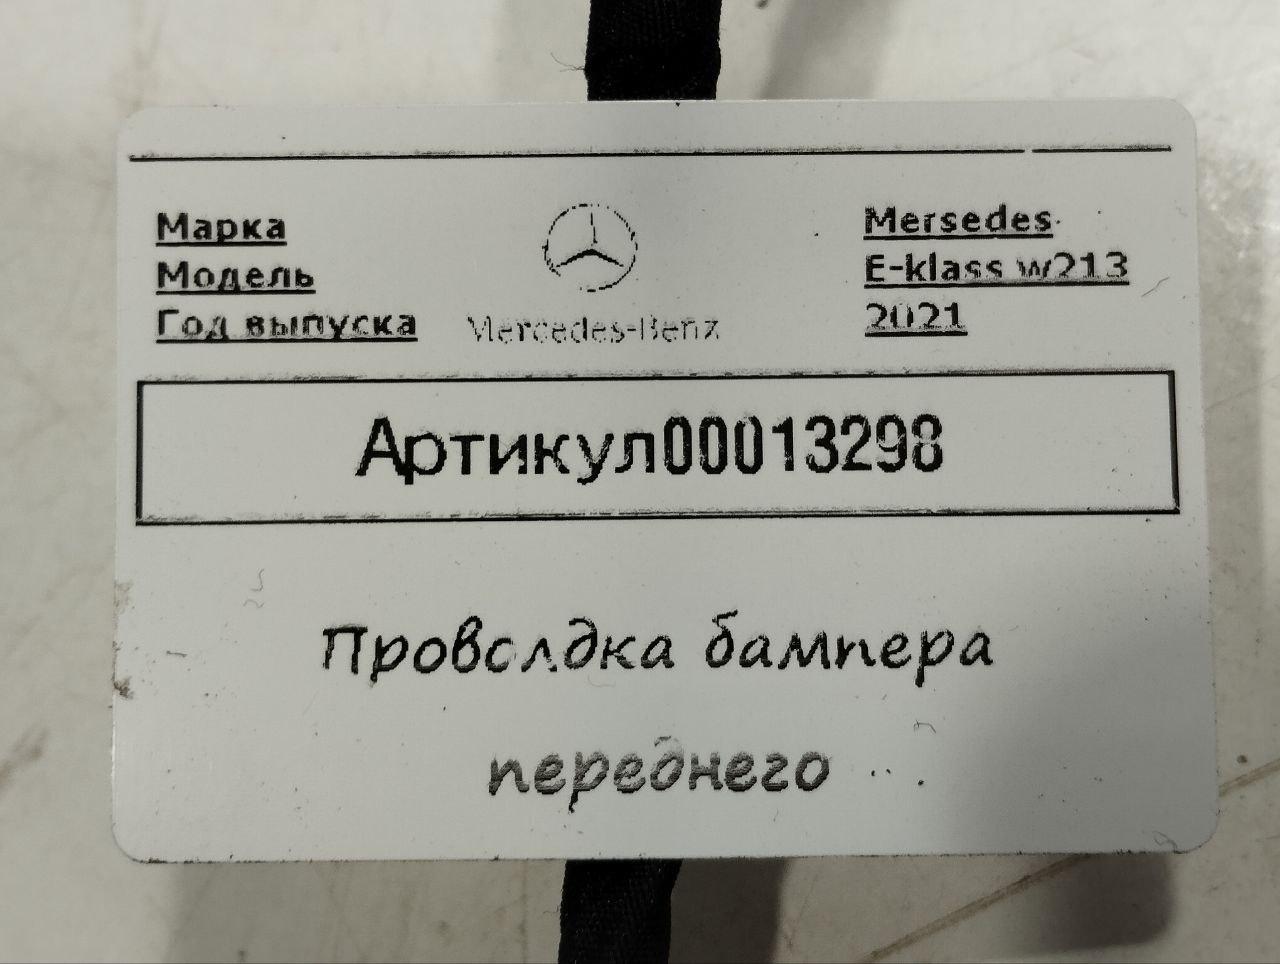 Марка Mersedes
Модель E-klass w213
Год выпуска Mercedes-Benz 2021
Артикул00013298
Проводка бампера
переднего